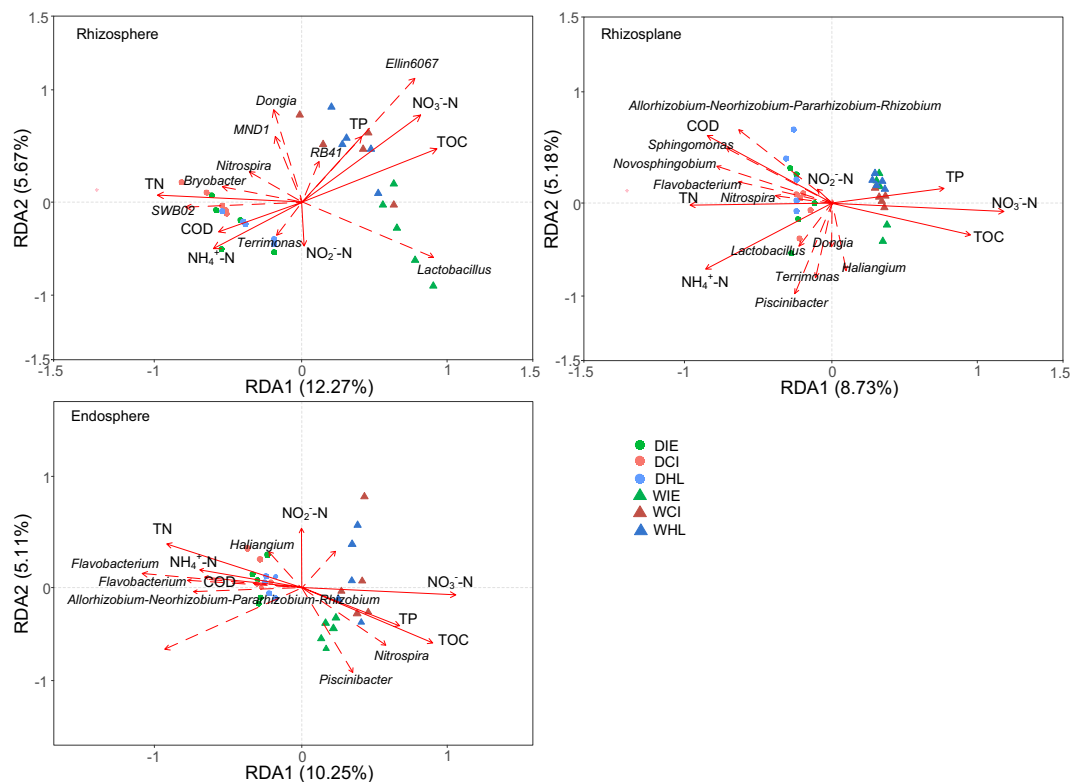 Rhizosphere
1.5
1
0
-1
-1.5
RDA2 (5.67%)
Ellin6067
Dongia
NO₃⁻-N
MND1
TP
TOC
RB41
Nitrospira
TN
Bryobacter
SWB02
COD
Terrimonas
NH₄⁺-N
NO₂⁻-N
Lactobacillus
-1.5
-1
0
1
1.5
RDA1 (12.27%)
Rhizosplane
1.5
1
0
-1
-1.5
RDA2 (5.18%)
Allorhizobium-Neorhizobium-Pararhizobium-Rhizobium
COD
Sphingomonas
Novosphingobium
Flavobacterium
NO₂⁻-N
TP
Nitrospira
TN
NO₃⁻-N
TOC
Lactobacillus
Dongia
NH₄⁺-N
Terrimonas
Haliangium
Piscinibacter
-1.5
-1
0
1
1.5
RDA1 (8.73%)
Endosphere
1
0
-1
RDA2 (5.11%)
NO₂⁻-N
TN
Haliangium
NH₄⁺-N
Flavobacterium
Flavobacterium
COD
NO₃⁻-N
Allorhizobium-Neorhizobium-Pararhizobium-Rhizobium
TP
TOC
Nitrospira
Piscinibacter
-1
0
1
RDA1 (10.25%)
DIE
DCI
DHL
WIE
WCI
WHL